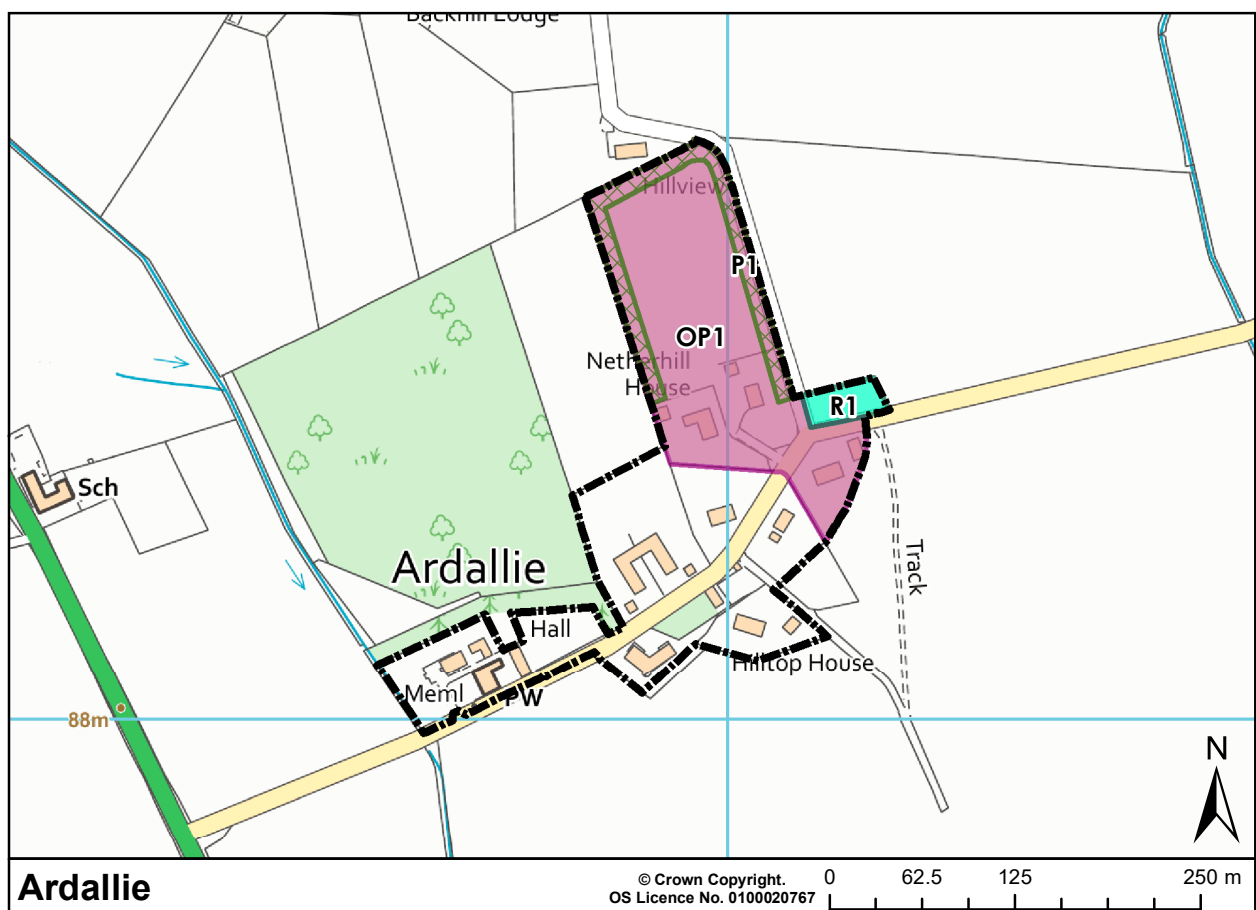 Backhill Lodge
Hillview
P1
OP1
Netherhill
House
R1
Sch
Ardallie
Track
Hall
Hilltop House
Meml
PW
88m
N
Ardallie
© Crown Copyright.
OS Licence No. 0100020767
0 62.5 125 250 m